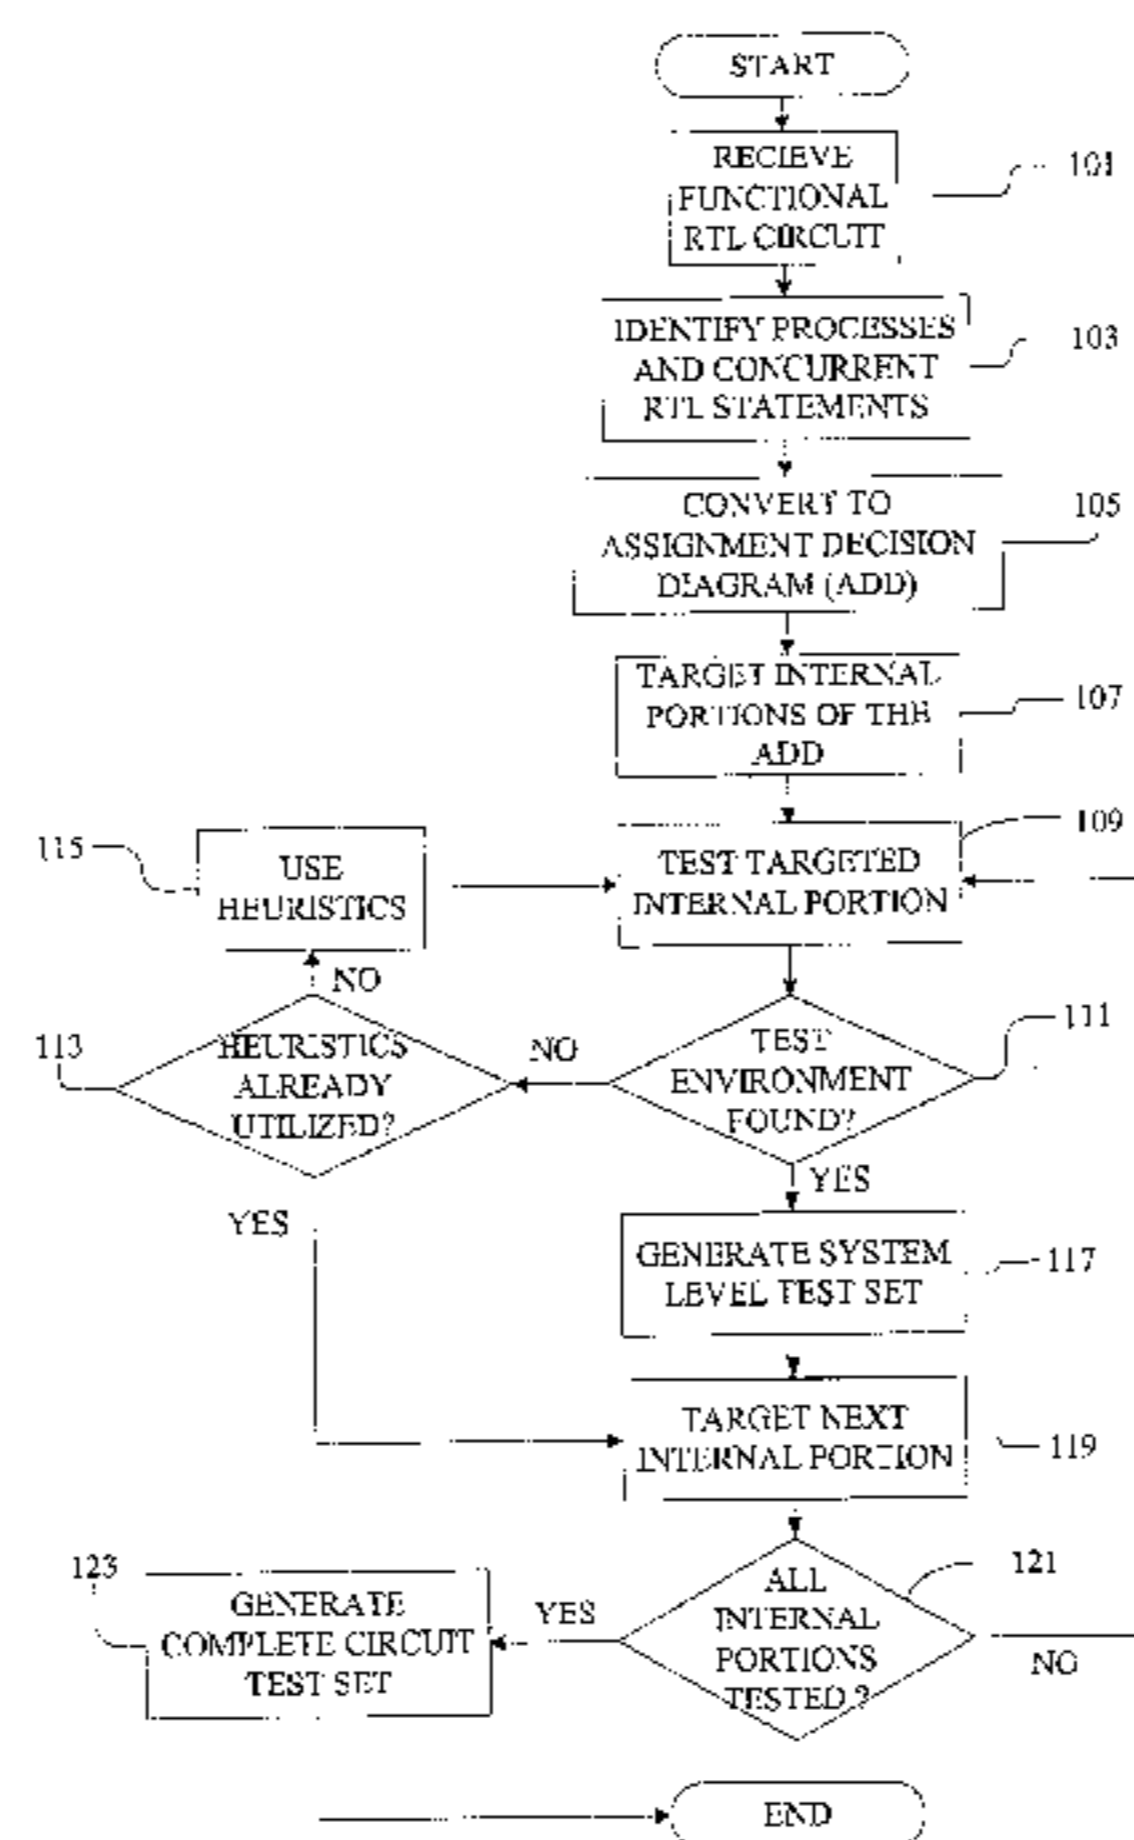 START
RECIEVE
FUNCTIONAL
RTL CIRCUIT
101
IDENTIFY PROCESSES
AND CONCURRENT
RTL STATEMENTS
103
CONVERT TO
ASSIGNMENT DECISION
DIAGRAM (ADD)
105
TARGET INTERNAL
PORTIONS OF THE
ADD
107
TEST TARGETED
INTERNAL PORTION
109
115
USE
HEURISTICS
NO
113
HEURISTICS
ALREADY
UTILIZED?
NO
TEST
ENVIRONMENT
FOUND?
111
YES
YES
GENERATE SYSTEM
LEVEL TEST SET
117
TARGET NEXT
INTERNAL PORTION
119
123
GENERATE
COMPLETE CIRCUIT
TEST SET
YES
ALL
INTERNAL
PORTIONS
TESTED ?
121
NO
END